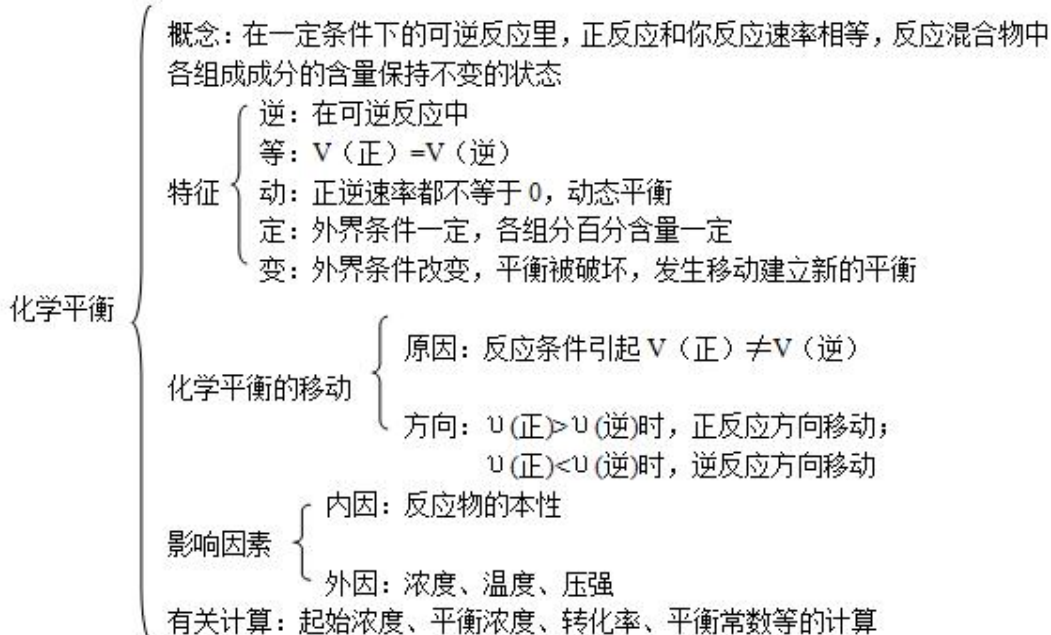 概念：在一定条件下的可逆反应里，正反应和你反应速率相等，反应混合物中
各组成成分的含量保持不变的状态
逆：在可逆反应中
等：V（正）=V（逆）
特征
动：正逆速率都不等于0，动态平衡
定：外界条件一定，各组分百分含量一定
变：外界条件改变，平衡被破坏，发生移动建立新的平衡
化学平衡
原因：反应条件引起V（正）≠V（逆）
化学平衡的移动
方向：υ(正)>υ(逆)时，正反应方向移动；
υ(正)<υ(逆)时，逆反应方向移动
内因：反应物的本性
影响因素
外因：浓度、温度、压强
有关计算：起始浓度、平衡浓度、转化率、平衡常数等的计算